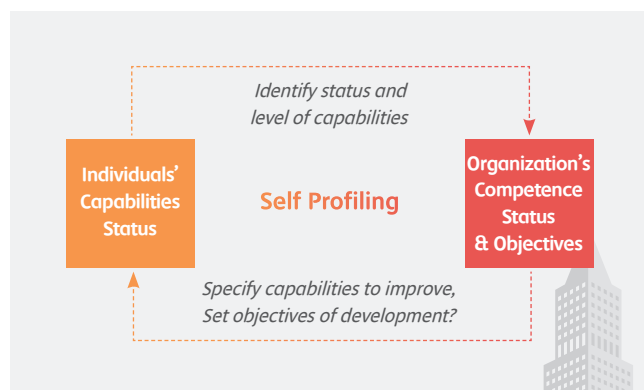 Identify status and
level of capabilities
Individuals'
Capabilities
Status
Self Profiling
Organization's
Competence
Status
& Objectives
Specify capabilities to improve,
Set objectives of development?